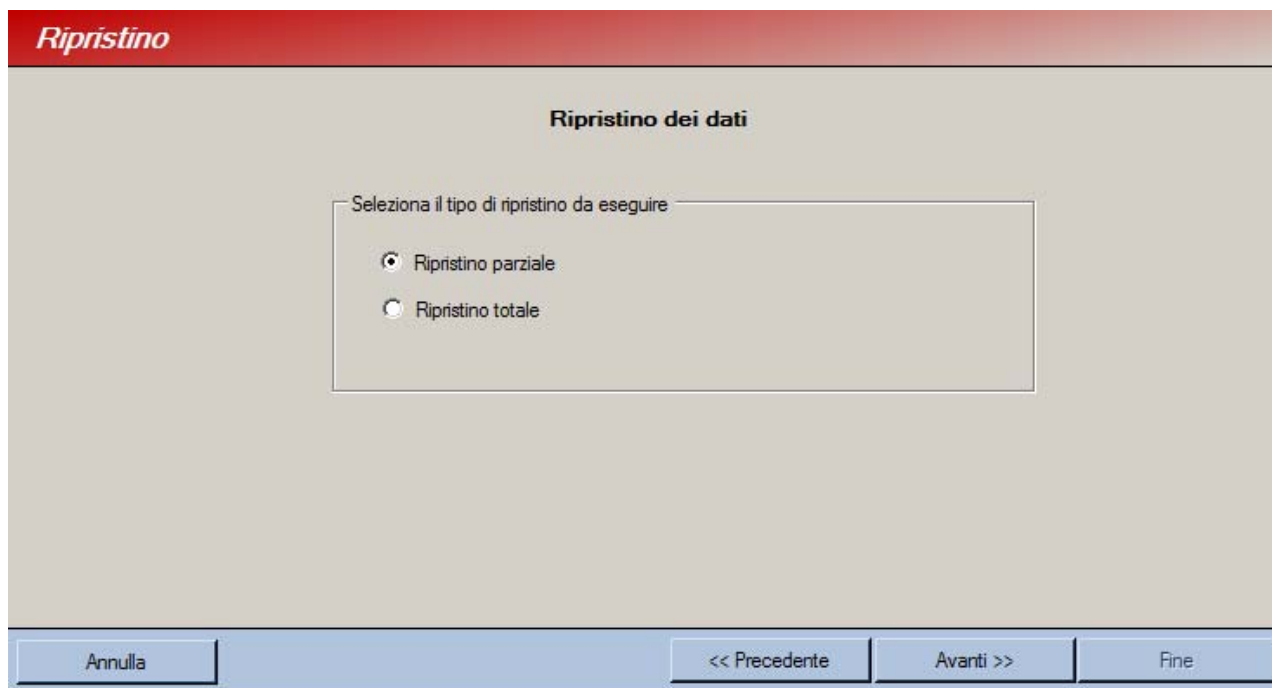 Ripristino
Ripristino dei dati
Seleziona il tipo di ripristino da eseguire
Ripristino parziale
Ripristino totale
Annulla
<< Precedente
Avanti >>
Fine